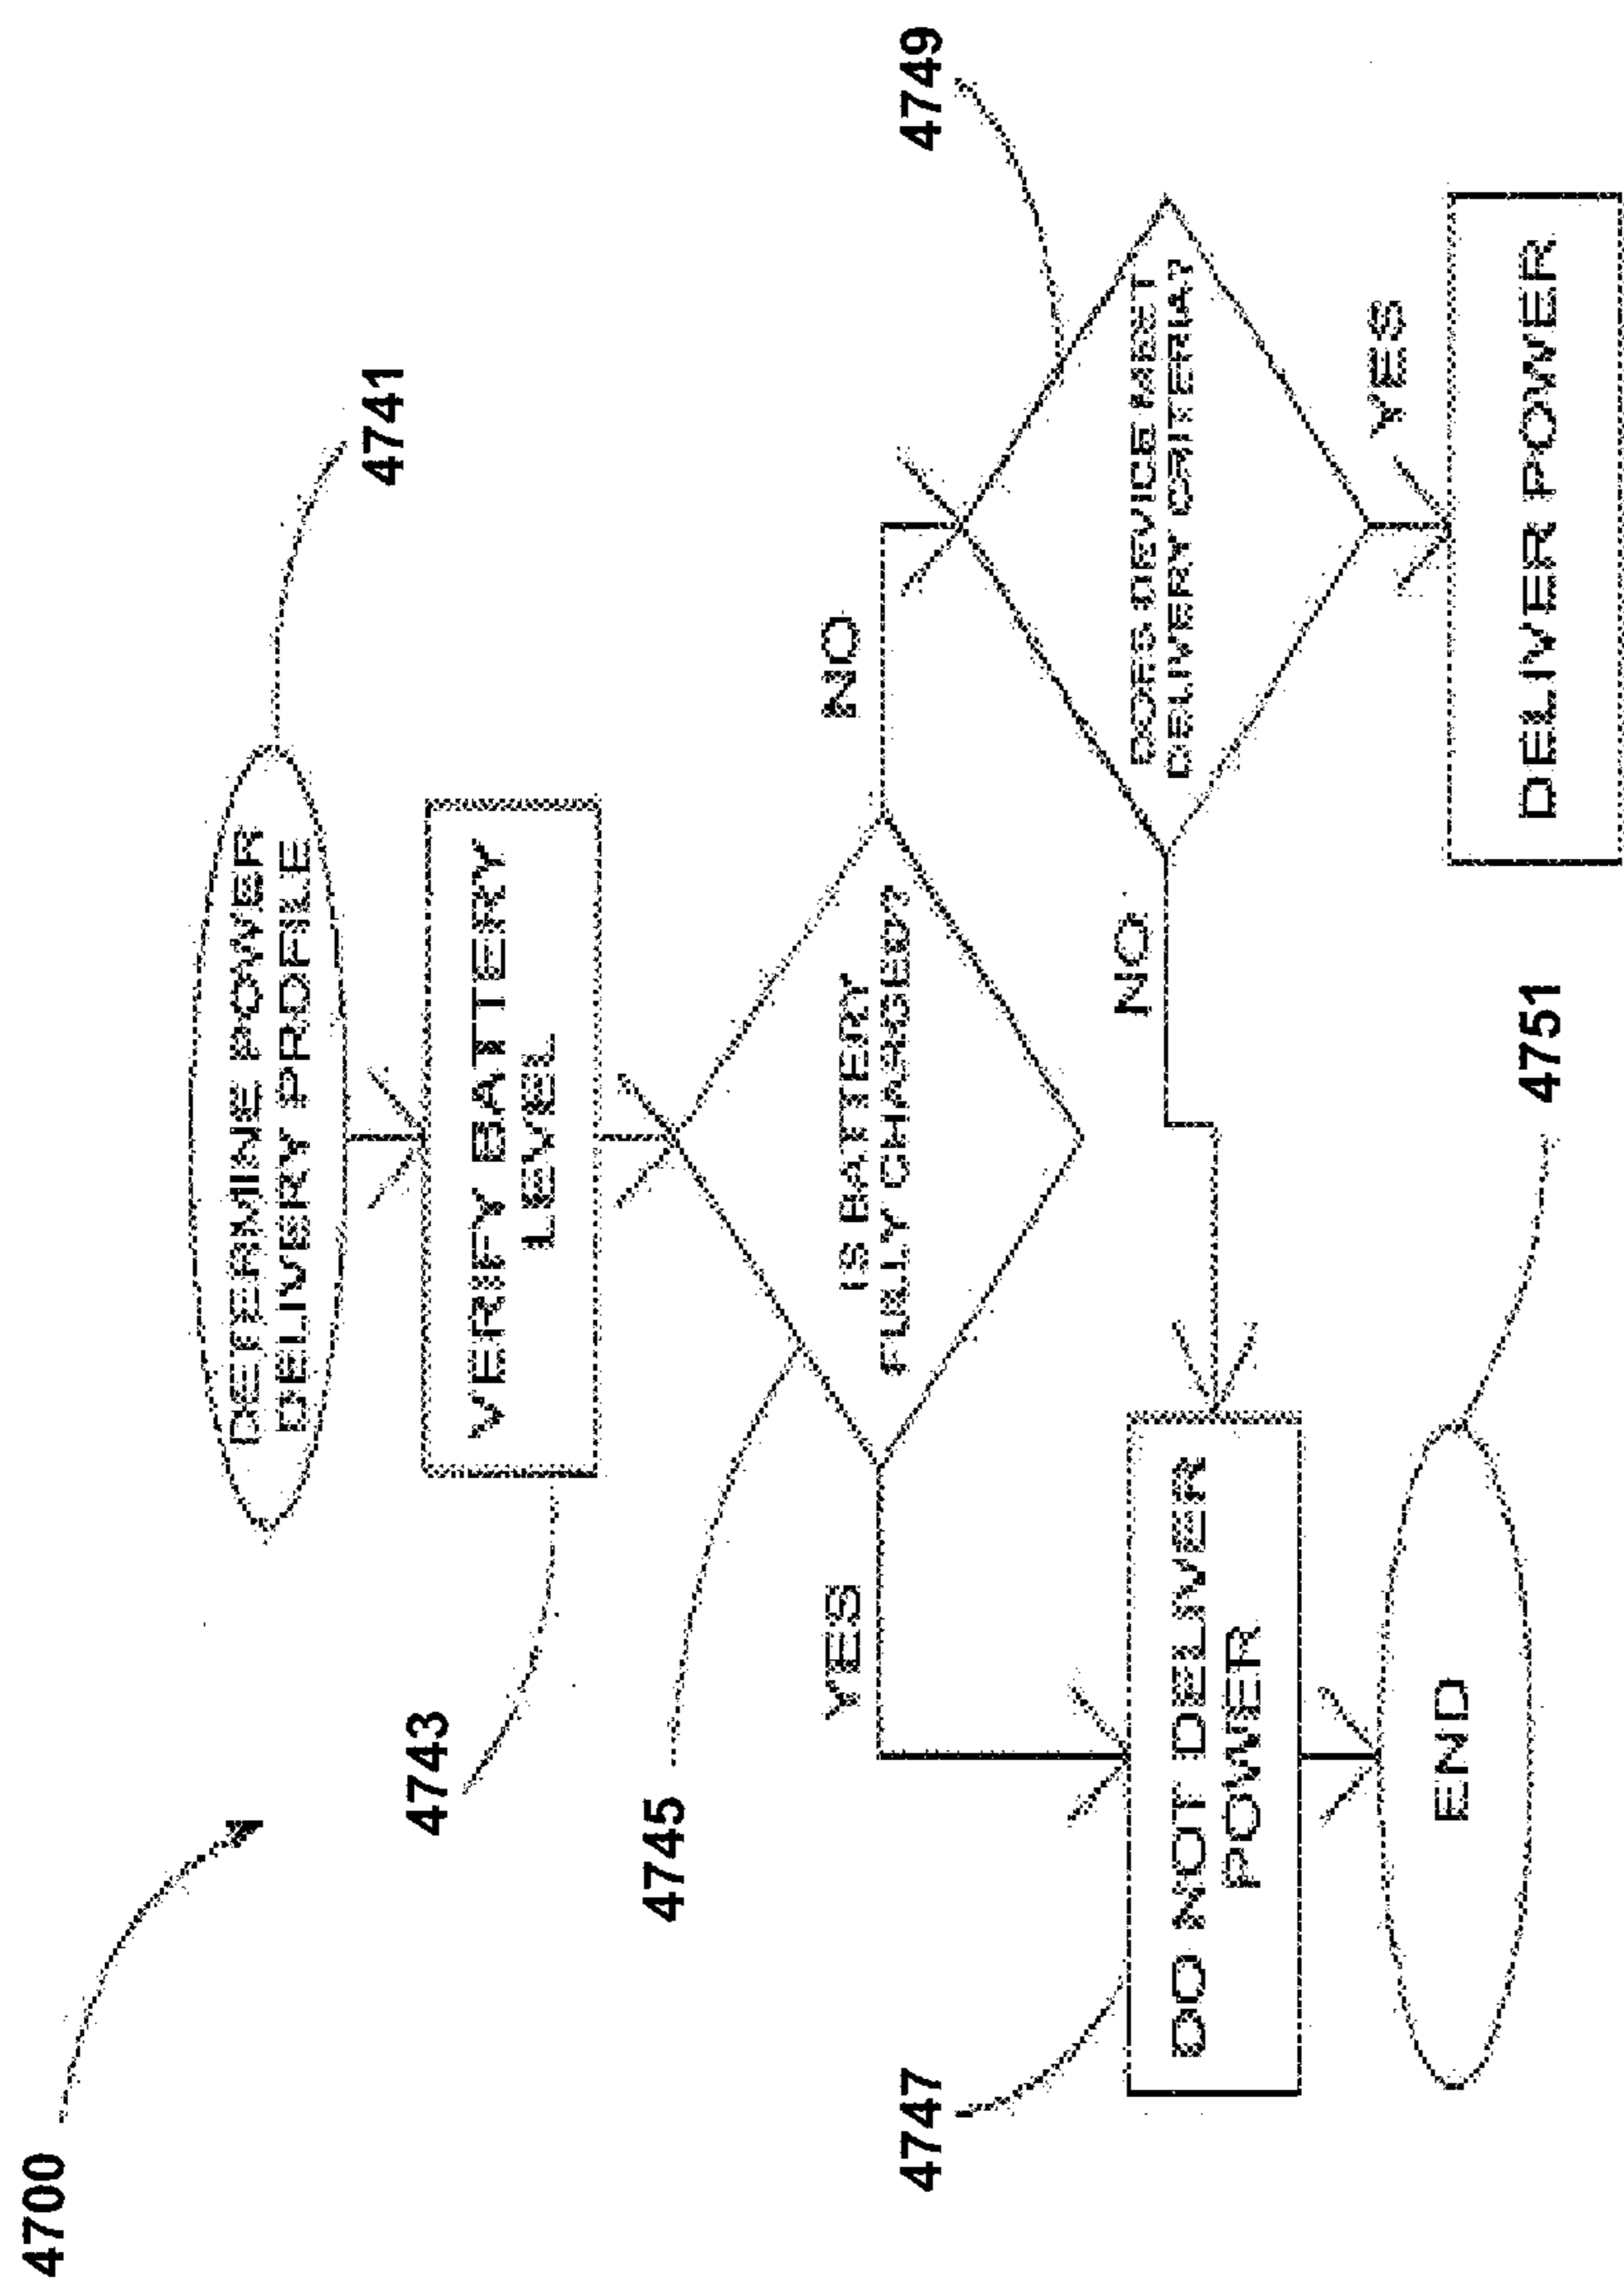 4700
4741
DETERMINE POWER
DELIVERY PROFILE
4743
VERIFY BATTERY
LEVEL
4745
IS BATTERY
FULLY CHARGED?
YES
NO
4749
DOES DEVICE MEET
DELIVERY CRITERIA?
NO
YES
4747
DO NOT DELIVER
POWER
DELIVER POWER
END
4751